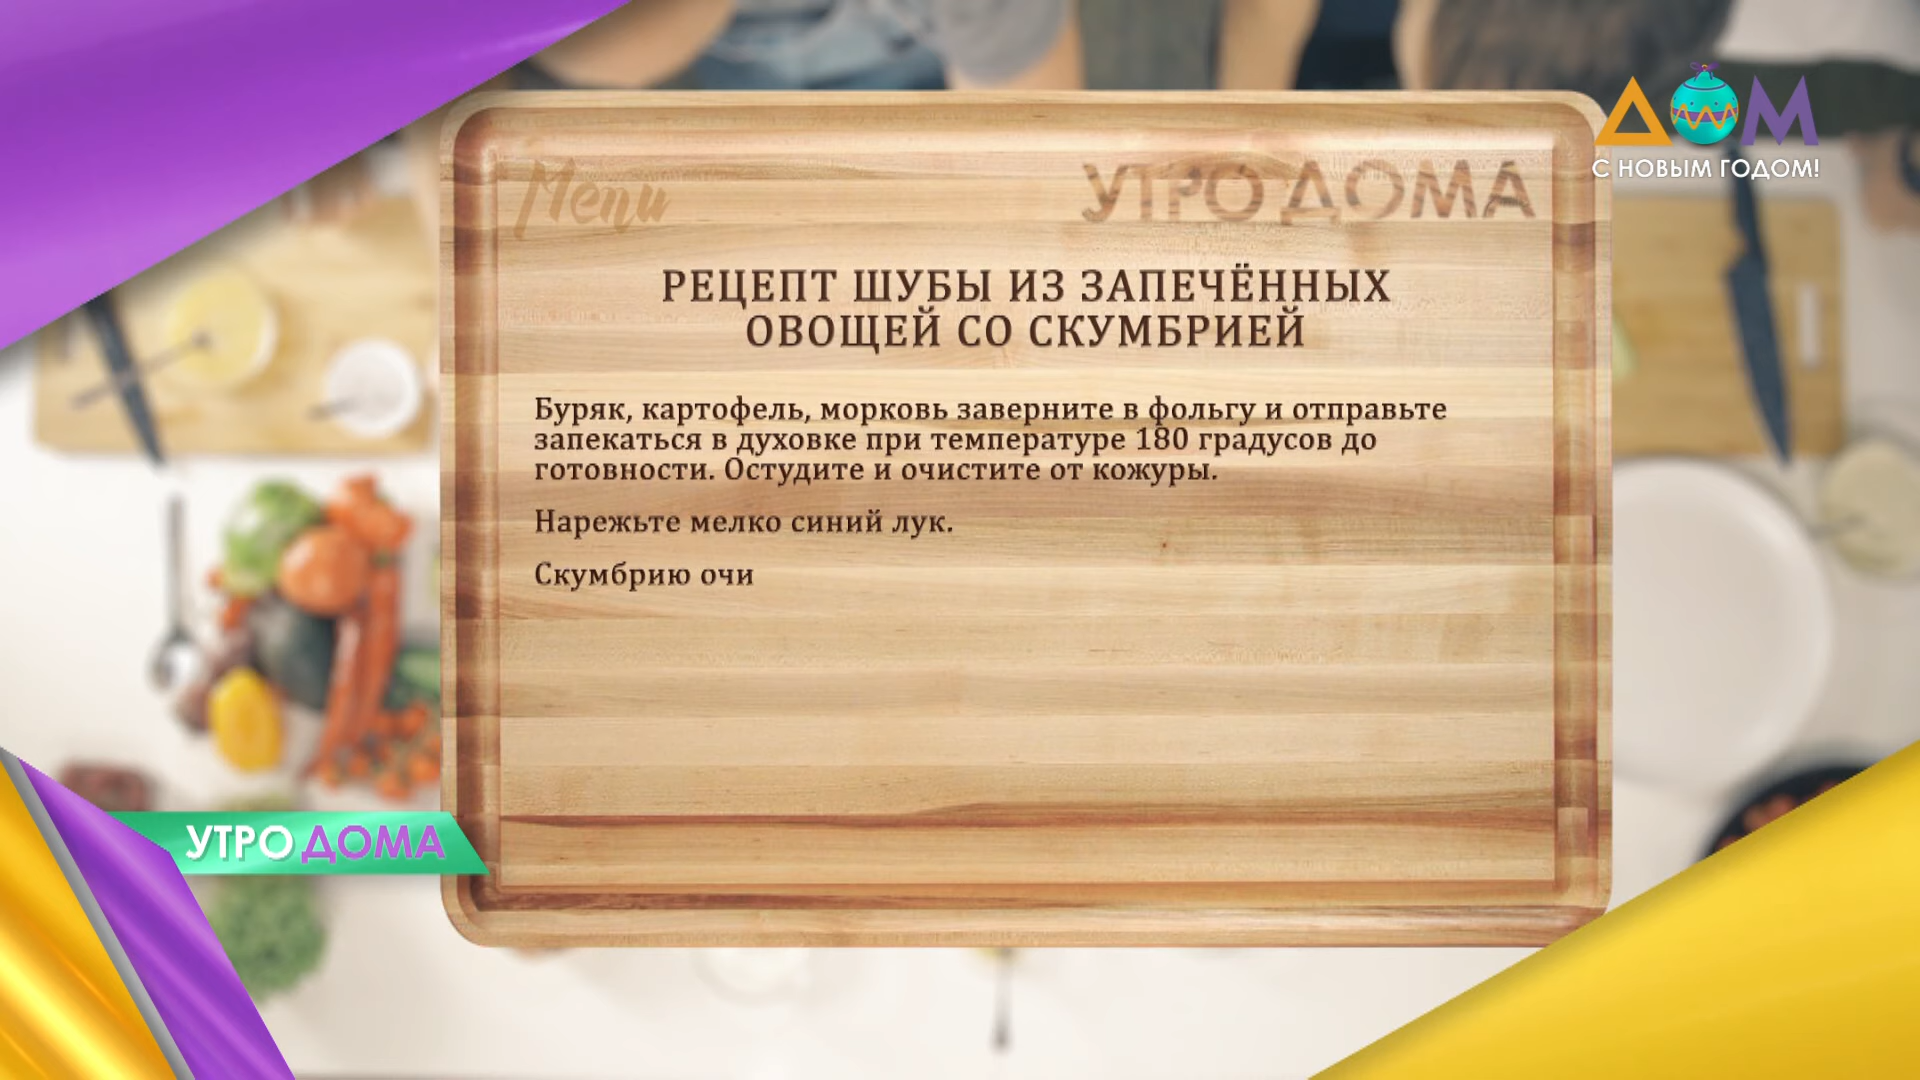 ДОМ
С НОВЫМ ГОДОМ!
Menu
УТРО ДОМА
РЕЦЕПТ ШУБЫ ИЗ ЗАПЕЧЁННЫХ
ОВОЩЕЙ СО СКУМБРИЕЙ
Буряк, картофель, морковь заверните в фольгу и отправьте
запекаться в духовке при температуре 180 градусов до
готовности. Остудите и очистите от кожуры.
Нарежьте мелко синий лук.
Скумбрию очи
УТРО ДОМА